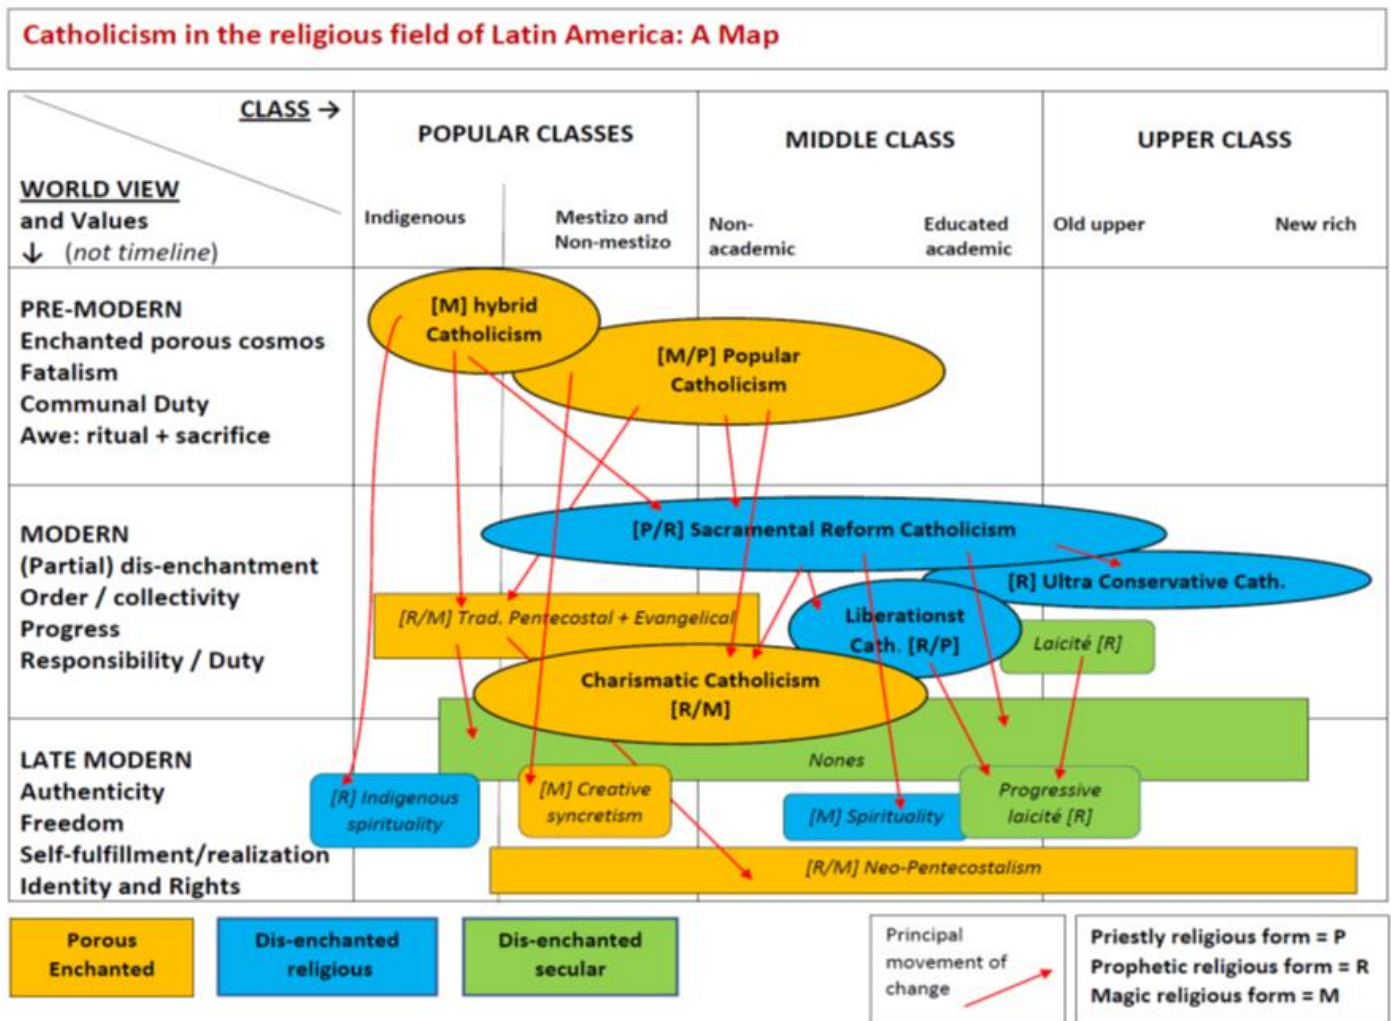 Catholicism in the religious field of Latin America: A Map
CLASS →
WORLD VIEW
and Values
↓ (not timeline)
POPULAR CLASSES
Indigenous
Mestizo and
Non-mestizo
MIDDLE CLASS
Non-
academic
Educated
academic
UPPER CLASS
Old upper
New rich
PRE-MODERN
Enchanted porous cosmos
Fatalism
Communal Duty
Awe: ritual + sacrifice
[M] hybrid
Catholicism
[M/P] Popular
Catholicism
MODERN
(Partial) dis-enchantment
Order / collectivity
Progress
Responsibility / Duty
[P/R] Sacramental Reform Catholicism
[R] Ultra Conservative Cath.
[R/M] Trad. Pentecostal + Evangelical
Liberationst
Cath. [R/P]
Laicité [R]
Charismatic Catholicism
[R/M]
LATE MODERN
Authenticity
Freedom
Self-fulfillment/realization
Identity and Rights
Nones
[R] Indigenous
spirituality
[M] Creative
syncretism
[M] Spirituality
Progressive
laicité [R]
[R/M] Neo-Pentecostalism
Porous
Enchanted
Dis-enchanted
religious
Dis-enchanted
secular
Principal
movement of
change
Priestly religious form = P
Prophetic religious form = R
Magic religious form = M